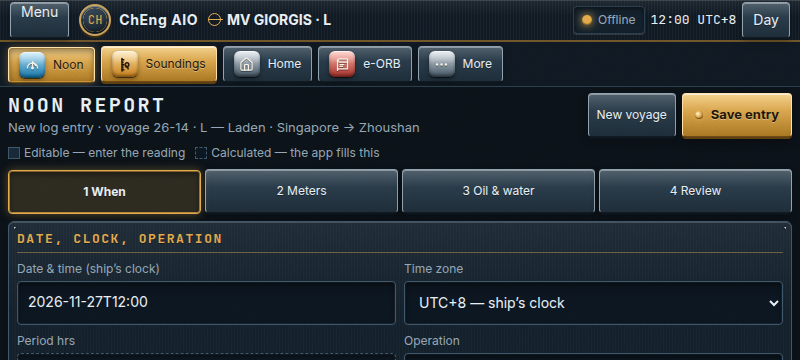 Menu
CH ChEng AIO MV GIORGIS · L
Offline 12:00 UTC+8 Day
Noon Soundings Home e-ORB More
NOON REPORT
New log entry · voyage 26-14 · L — Laden · Singapore → Zhoushan
New voyage Save entry
Editable — enter the reading Calculated — the app fills this
1 When 2 Meters 3 Oil & water 4 Review
DATE, CLOCK, OPERATION
Date & time (ship's clock) Time zone
2026-11-27T12:00 UTC+8 — ship's clock
Period hrs Operation